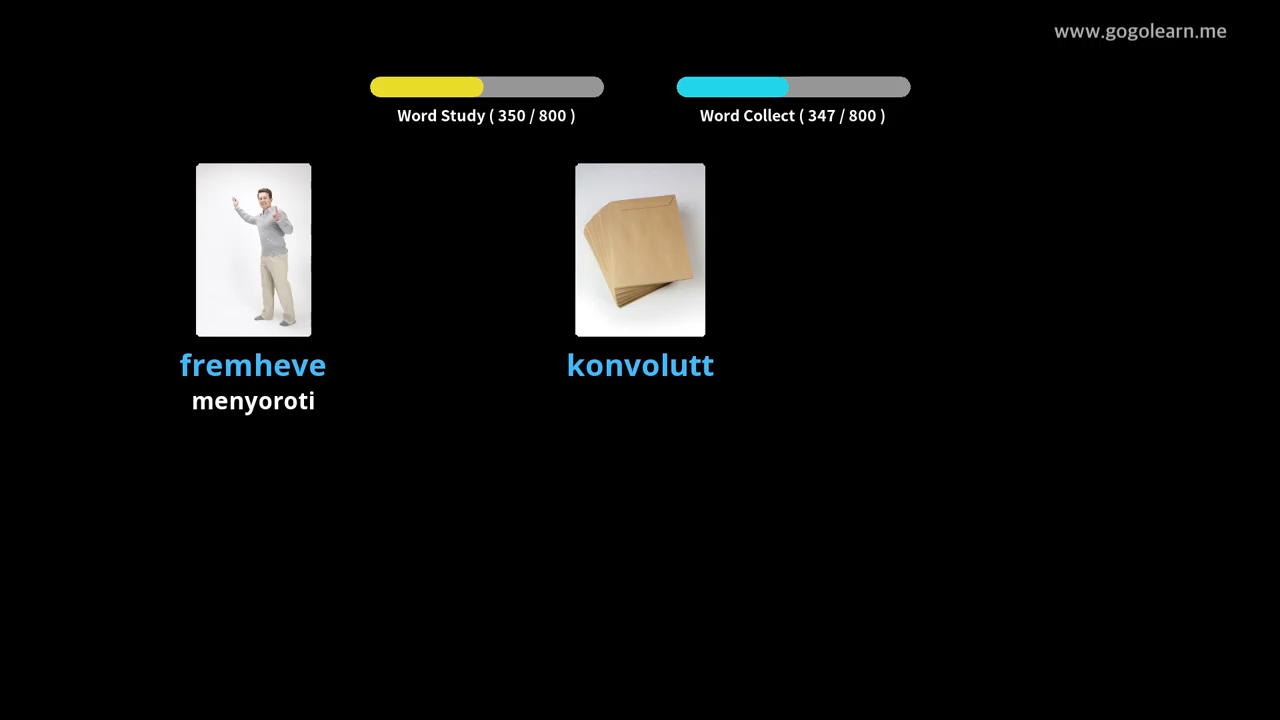 www.gogolearn.me
Word Study ( 350 / 800 )
Word Collect ( 347 / 800 )
fremheve
konvolutt
menyoroti